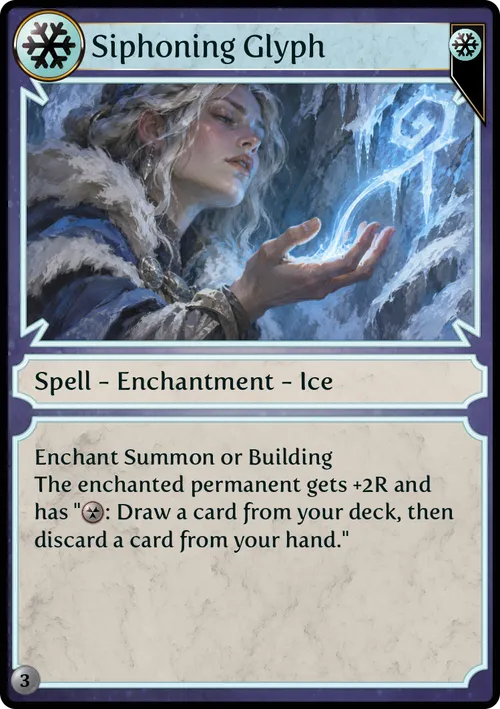 Siphoning Glyph
Spell - Enchantment - Ice
Enchant Summon or Building
The enchanted permanent gets +2R and
has ": Draw a card from your deck, then
discard a card from your hand."
3